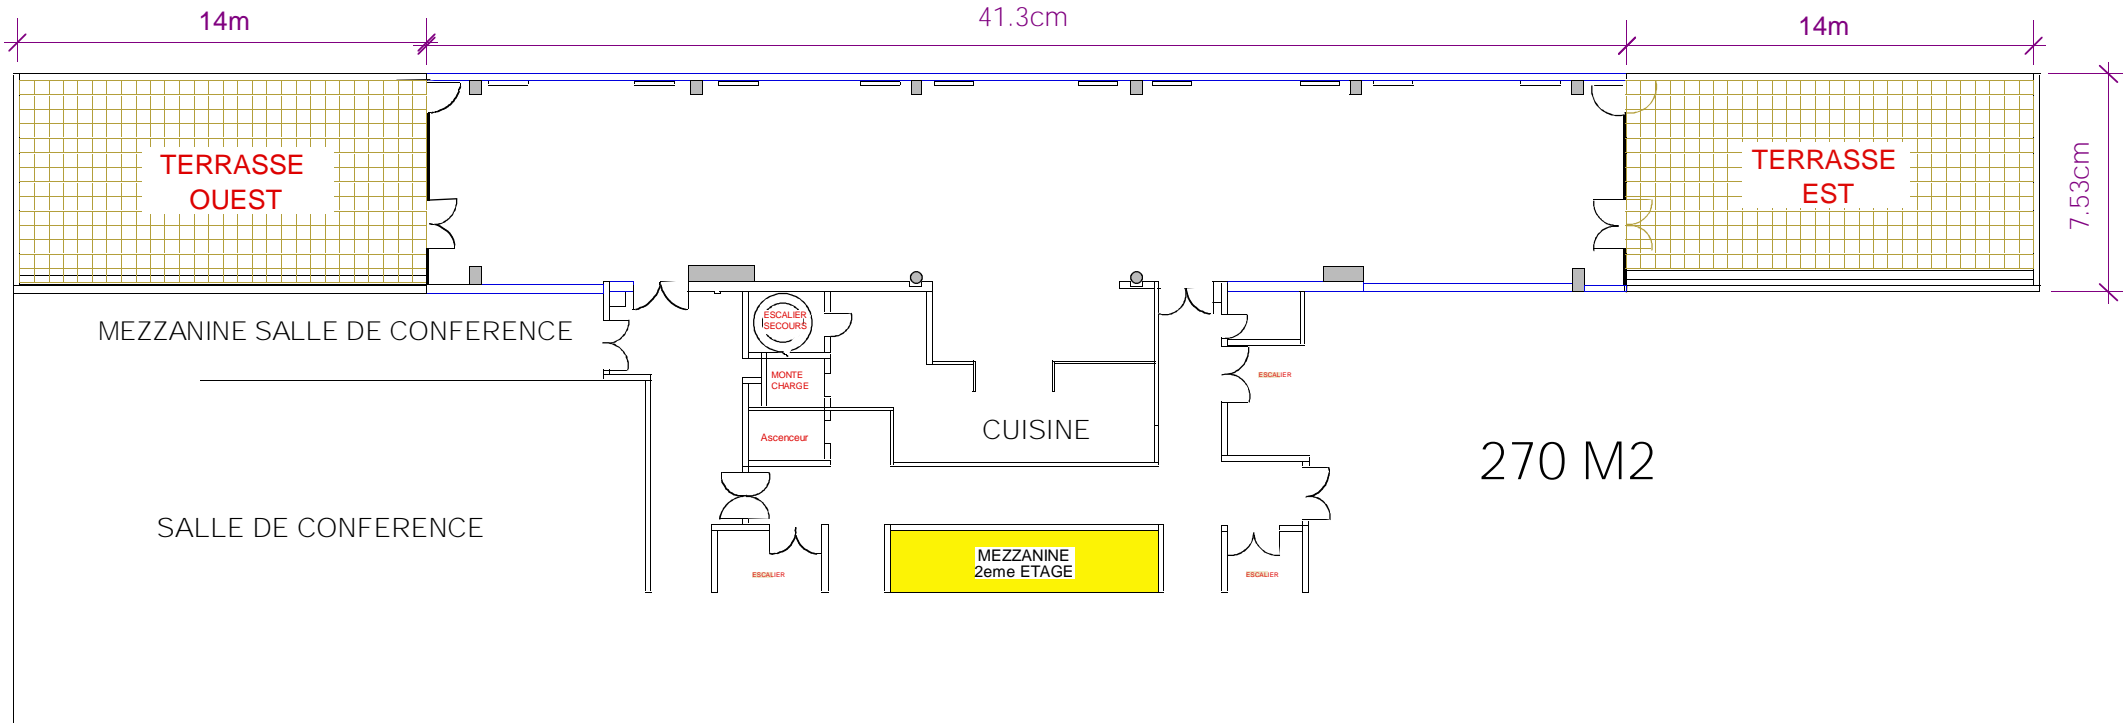 14m
41.3cm
14m
7.53cm
TERRASSE
OUEST
TERRASSE
EST
MEZZANINE SALLE DE CONFERENCE
ESCALIER
SECOURS
MONTE
CHARGE
ESCALIER
Ascenceur
CUISINE
270 M2
SALLE DE CONFERENCE
MEZZANINE
2eme ETAGE
ESCALIER
ESCALIER